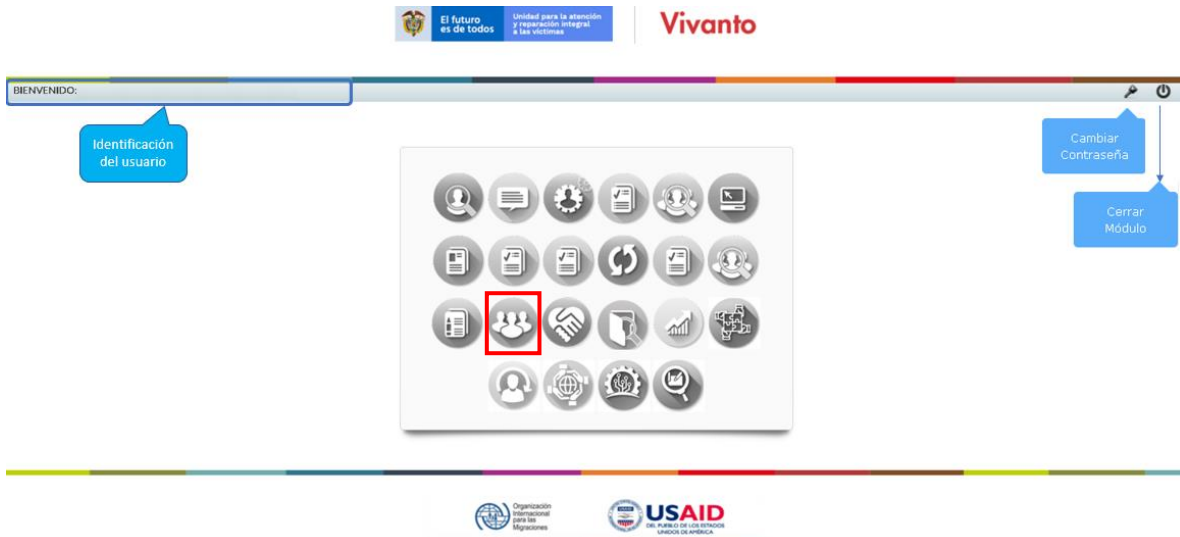 El futuro
es de todos
Unidad para la atención
y reparación integral
a las víctimas
Vivanto
BIENVENIDO:
Identificación
del usuario
Cambiar
Contraseña
Cerrar
Módulo
Organización
Internacional
para las
Migraciones
USAID
DEL PUEBLO DE LOS ESTADOS
UNIDOS DE AMÉRICA